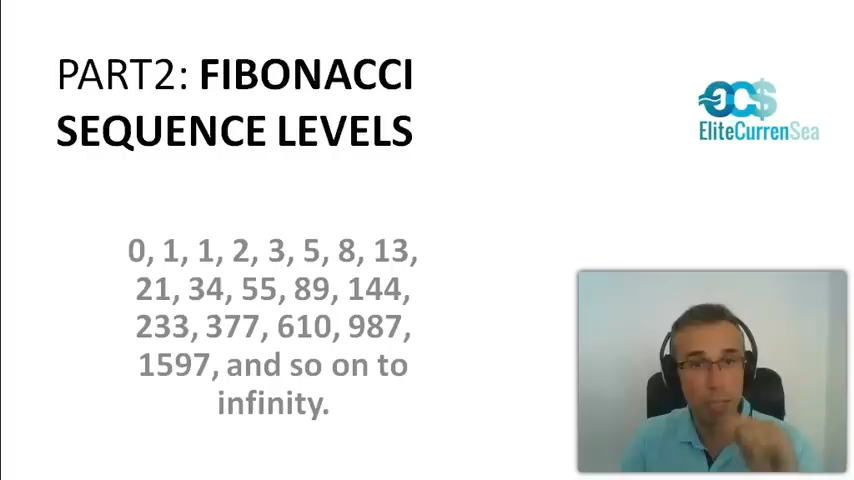 PART2: FIBONACCI
SEQUENCE LEVELS
EliteCurrenSea
0, 1, 1, 2, 3, 5, 8, 13,
21, 34, 55, 89, 144,
233, 377, 610, 987,
1597, and so on to
infinity.